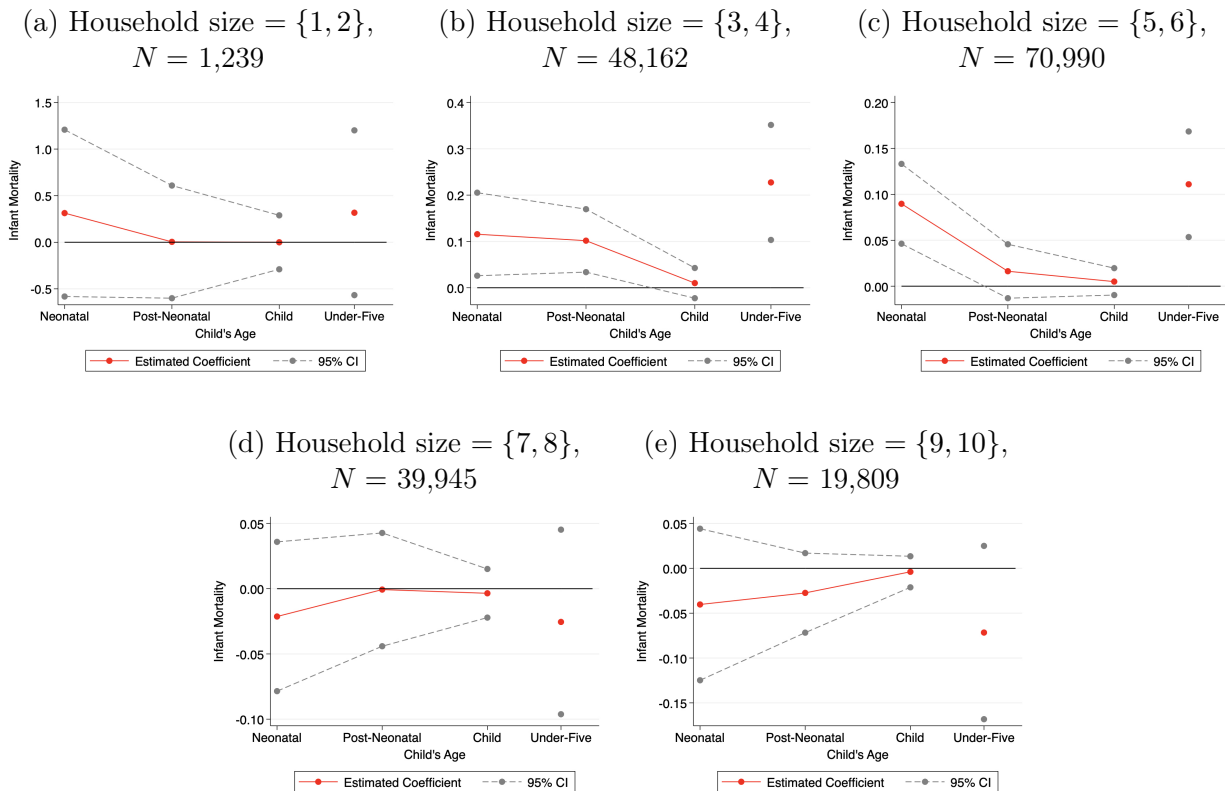 (a) Household size = {1, 2},
N = 1,239
(b) Household size = {3, 4},
N = 48,162
(c) Household size = {5, 6},
N = 70,990
1.5
1.0
0.5
0.0
-0.5
Infant Mortality
Neonatal Post-Neonatal Child Under-Five
Child's Age
Estimated Coefficient 95% CI
0.4
0.3
0.2
0.1
0.0
Infant Mortality
Neonatal Post-Neonatal Child Under-Five
Child's Age
Estimated Coefficient 95% CI
0.20
0.15
0.10
0.05
0.00
Infant Mortality
Neonatal Post-Neonatal Child Under-Five
Child's Age
Estimated Coefficient 95% CI
(d) Household size = {7, 8},
N = 39,945
(e) Household size = {9, 10},
N = 19,809
0.05
0.00
-0.05
-0.10
Infant Mortality
Neonatal Post-Neonatal Child Under-Five
Child's Age
Estimated Coefficient 95% CI
0.05
0.00
-0.05
-0.10
-0.15
Infant Mortality
Neonatal Post-Neonatal Child Under-Five
Child's Age
Estimated Coefficient 95% CI